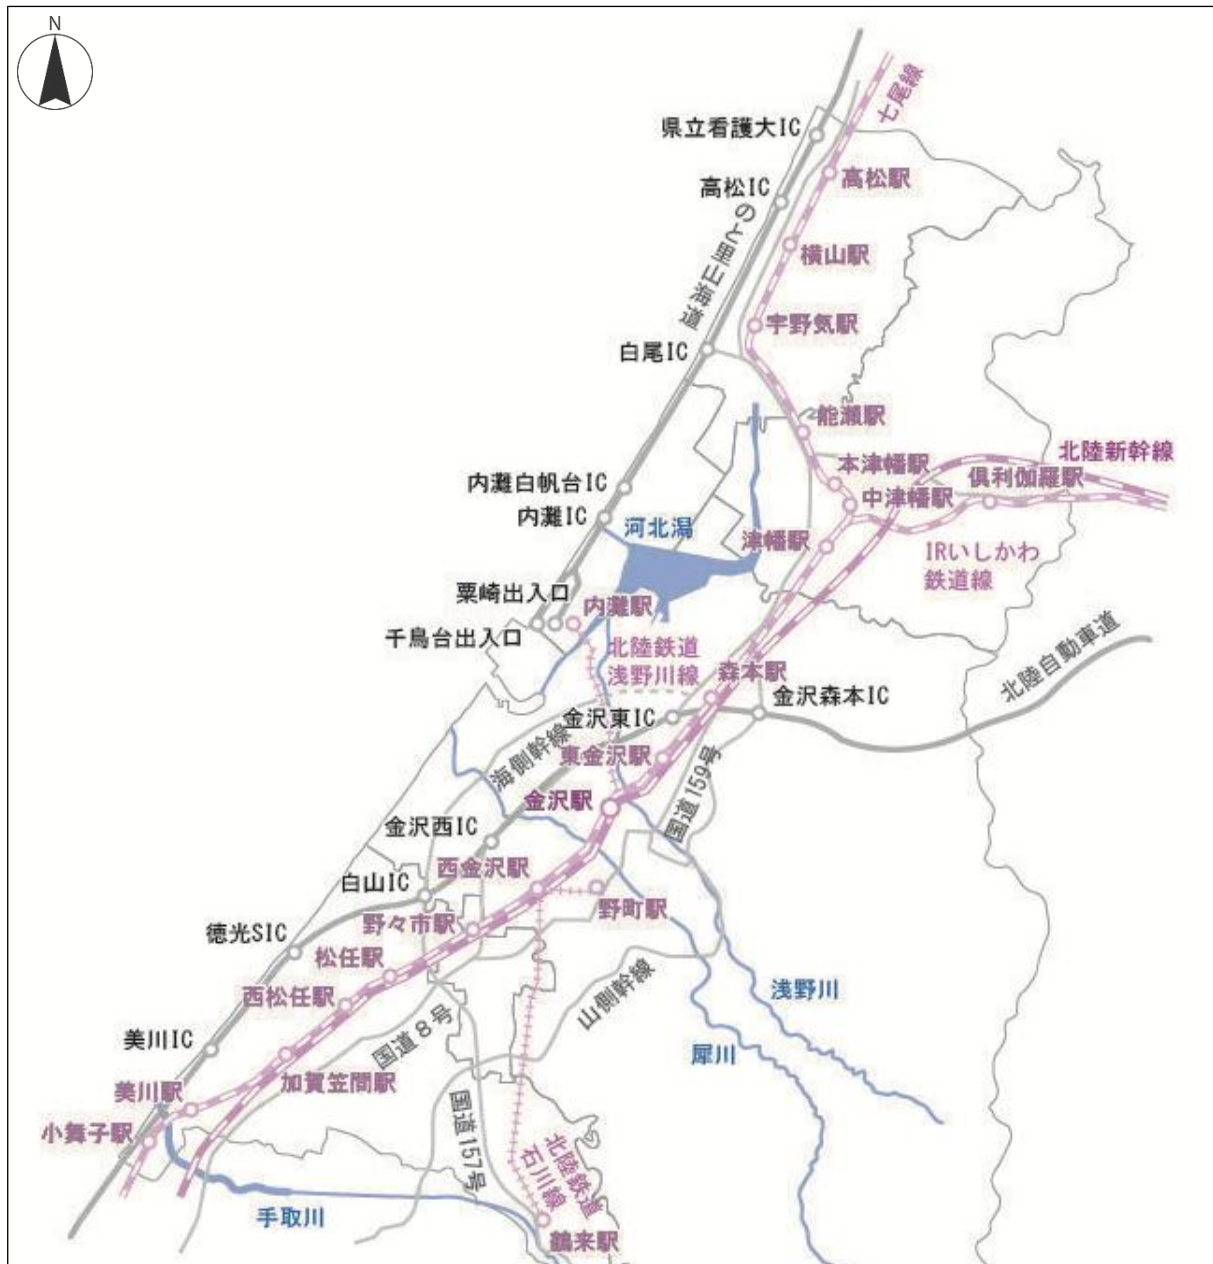 N
七尾線
県立看護大IC
高松駅
高松IC
のと里山海道
横山駅
宇野気駅
白尾IC
能瀬駅
北陸新幹線
本津幡駅
倶利伽羅駅
内灘白帆台IC
中津幡駅
内灘IC
河北潟
津幡駅
IRいしかわ
鉄道線
粟崎出入口
内灘駅
千鳥台出入口
北陸鉄道
浅野川線
森本駅
北陸自動車道
金沢森本IC
金沢東IC
海側幹線
東金沢駅
国道159号
金沢駅
金沢西IC
西金沢駅
白山IC
野町駅
野々市駅
徳光SIC
松任駅
山側幹線
浅野川
西松任駅
国道8号
美川IC
犀川
加賀笠間駅
美川駅
小舞子駅
国道157号
北陸鉄道
石川線
手取川
鶴来駅